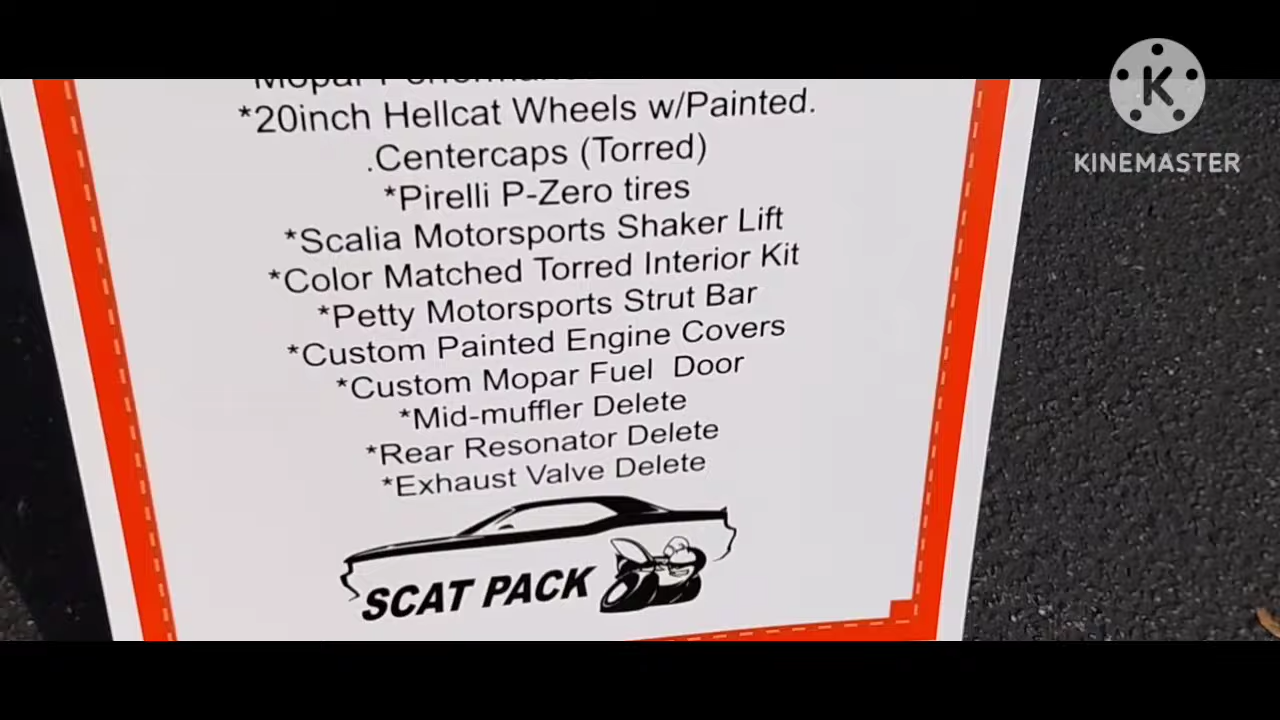 Mopar Performance
*20inch Hellcat Wheels w/Painted.
.Centercaps (Torred)
*Pirelli P-Zero tires
*Scalia Motorsports Shaker Lift
*Color Matched Torred Interior Kit
*Petty Motorsports Strut Bar
*Custom Painted Engine Covers
*Custom Mopar Fuel Door
*Mid-muffler Delete
*Rear Resonator Delete
*Exhaust Valve Delete
SCAT PACK
K
KINEMASTER